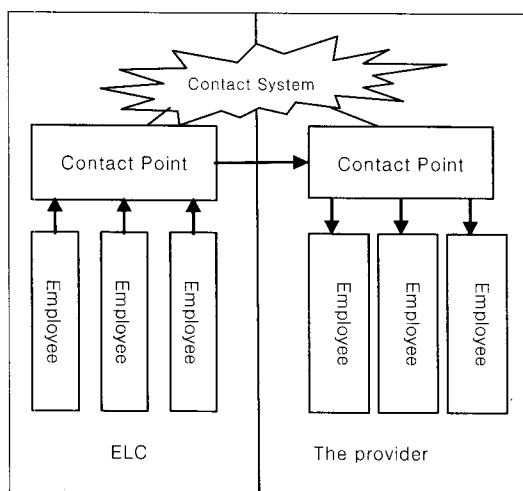 Contact System
Contact Point
Contact Point
Employee
Employee
Employee
Employee
Employee
Employee
ELC
The provider